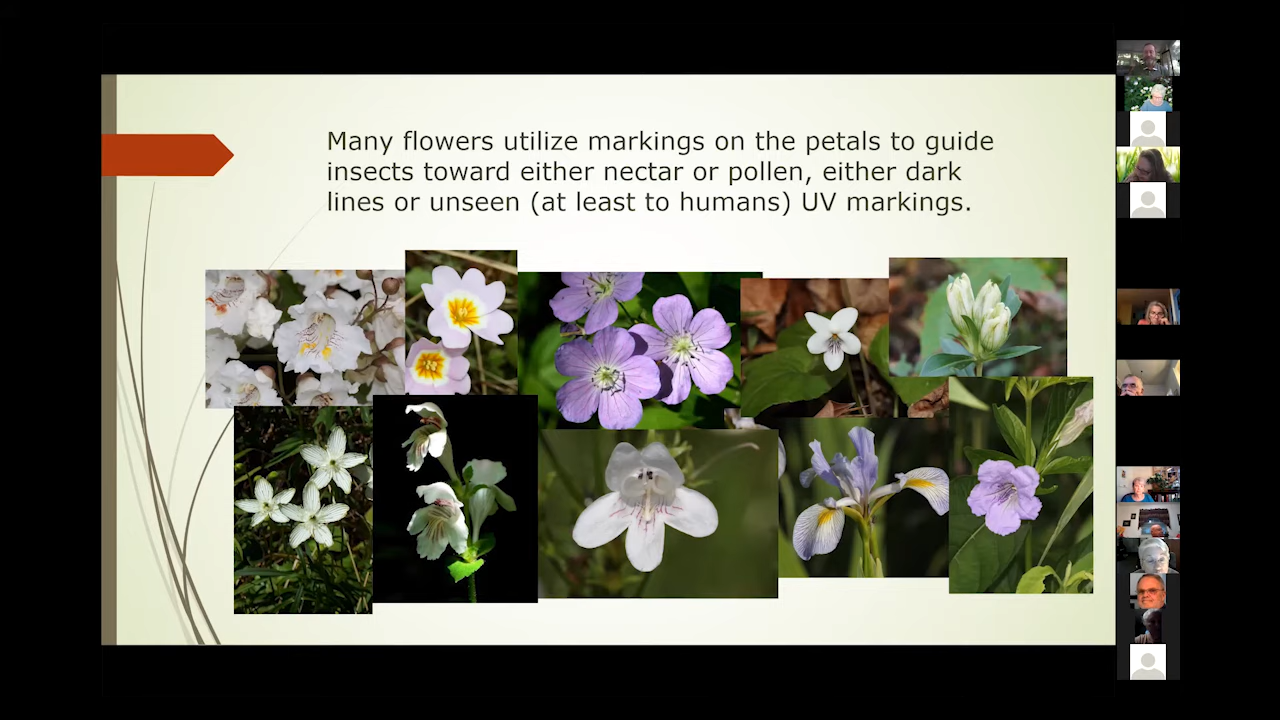 Many flowers utilize markings on the petals to guide
insects toward either nectar or pollen, either dark
lines or unseen (at least to humans) UV markings.